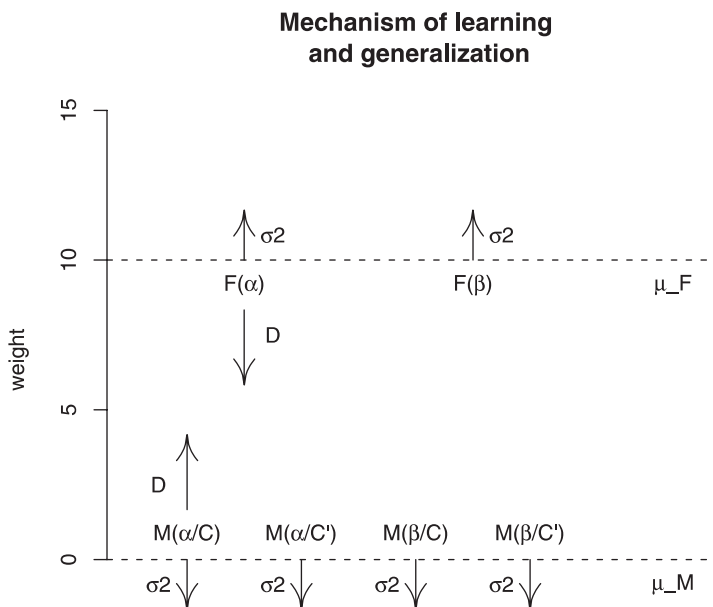 Mechanism of learning
and generalization
15
σ2 σ2
10
F(α) F(β) μ_F
D
weight
5
D
M(α/C) M(α/C') M(β/C) M(β/C')
0
σ2 σ2 σ2 σ2 μ_M